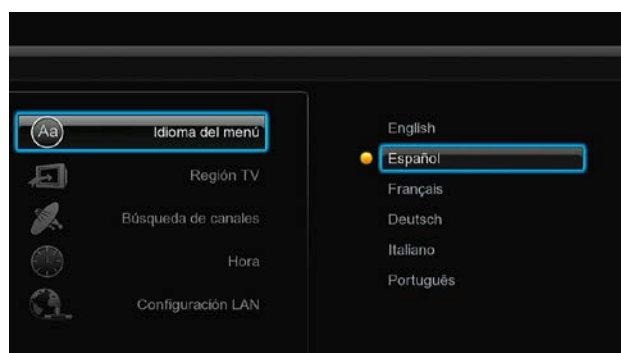 Aa
Idioma del menú
Región TV
Búsqueda de canales
Hora
Configuración LAN
English
Español
Français
Deutsch
Italiano
Português